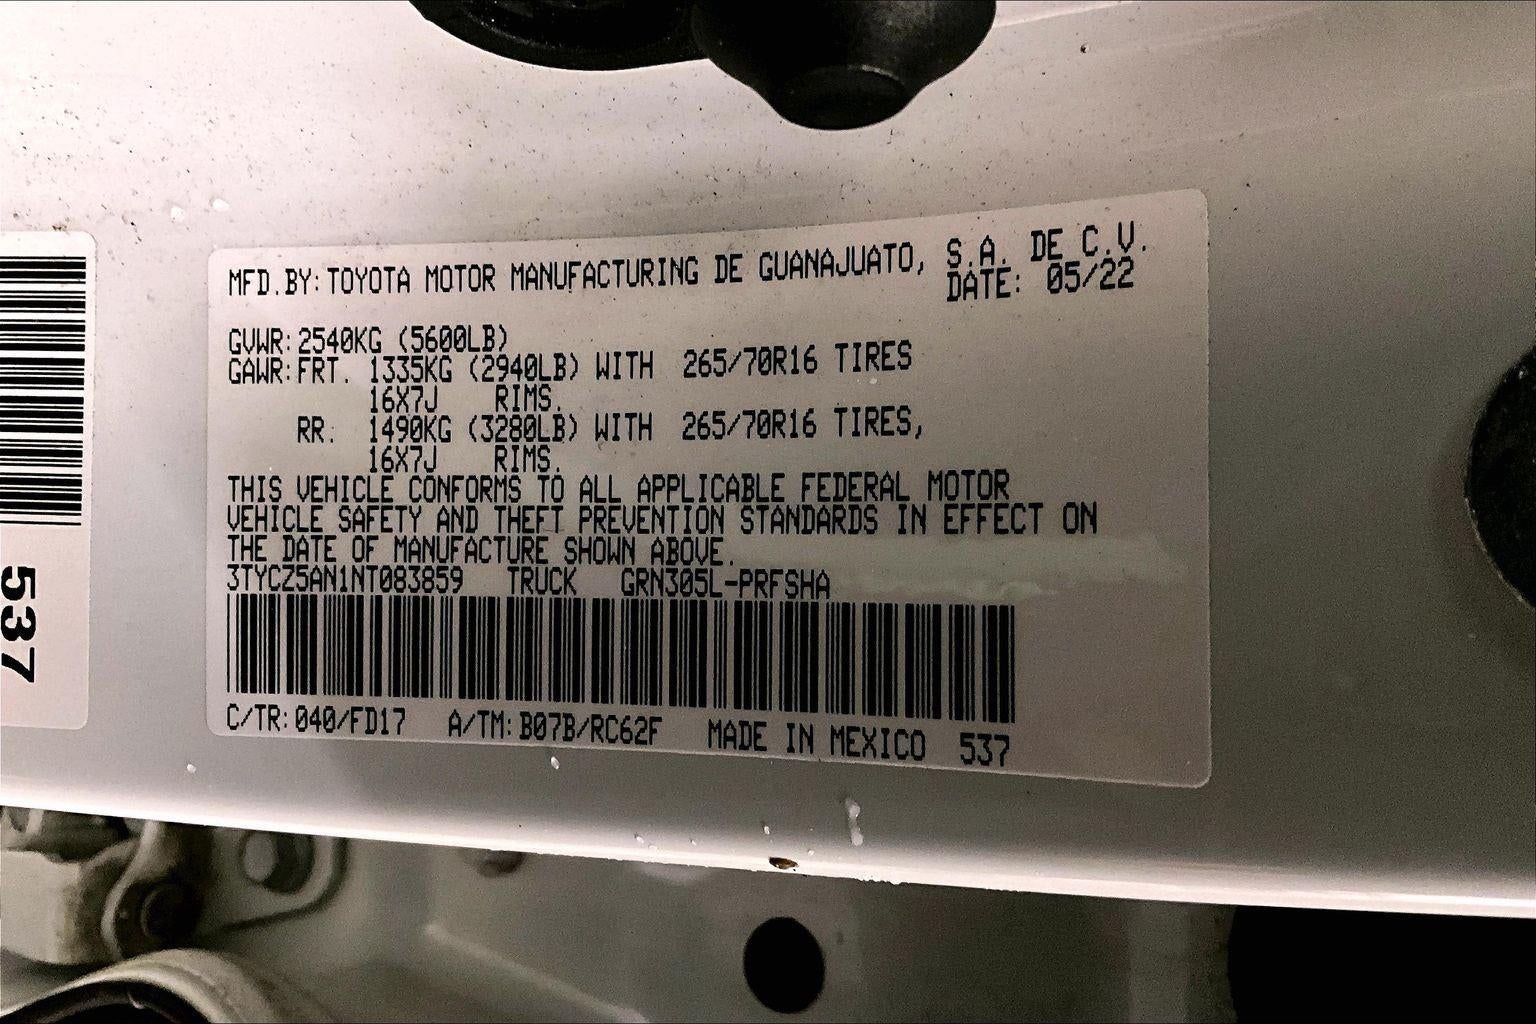 MFD.BY: TOYOTA MOTOR MANUFACTURING DE GUANAJUATO, S.A. DE C.V.
DATE: 05/22
GVWR: 2540KG (5600LB)
GAWR: FRT. 1335KG (2940LB) WITH 265/70R16 TIRES
16X7J RIMS.
RR: 1490KG (3280LB) WITH 265/70R16 TIRES,
16X7J RIMS.
THIS VEHICLE CONFORMS TO ALL APPLICABLE FEDERAL MOTOR
VEHICLE SAFETY AND THEFT PREVENTION STANDARDS IN EFFECT ON
THE DATE OF MANUFACTURE SHOWN ABOVE.
3TYCZ5AN1NT083859 TRUCK GRN305L-PRFSHA
C/TR: 040/FD17 A/TM: B07B/RC62F MADE IN MEXICO 537
537